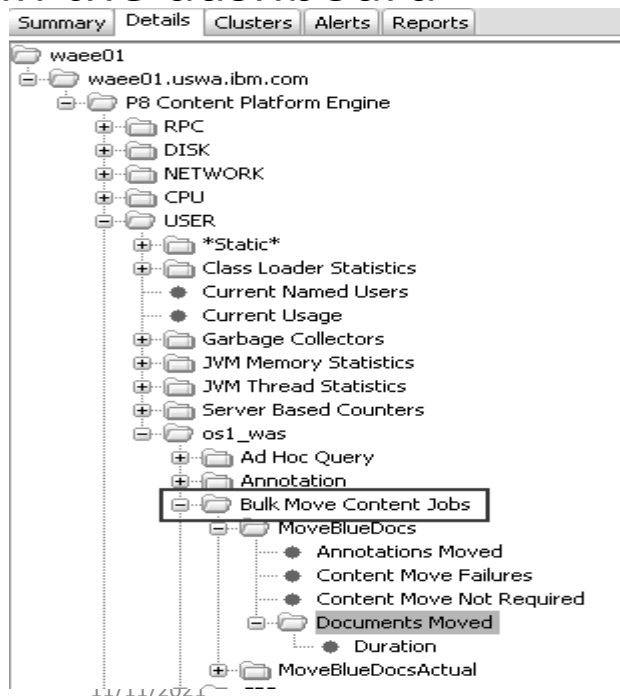 Summary Details Clusters Alerts Reports
waee01
waee01.uswa.ibm.com
P8 Content Platform Engine
RPC
DISK
NETWORK
CPU
USER
*Static*
Class Loader Statistics
Current Named Users
Current Usage
Garbage Collectors
JVM Memory Statistics
JVM Thread Statistics
Server Based Counters
os1_was
Ad Hoc Query
Annotation
Bulk Move Content Jobs
MoveBlueDocs
Annotations Moved
Content Move Failures
Content Move Not Required
Documents Moved
Duration
MoveBlueDocsActual